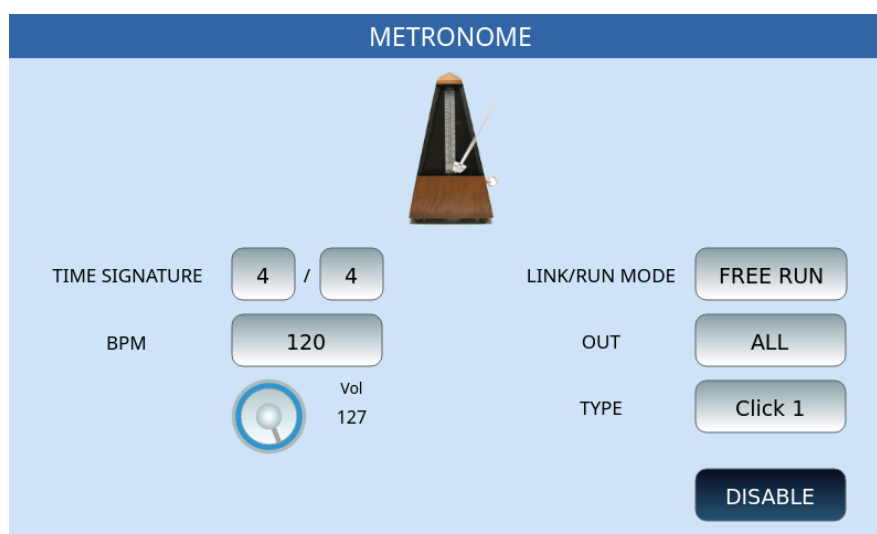 METRONOME
TIME SIGNATURE 4 / 4
LINK/RUN MODE FREE RUN
BPM 120
OUT ALL
Vol
127
TYPE Click 1
DISABLE